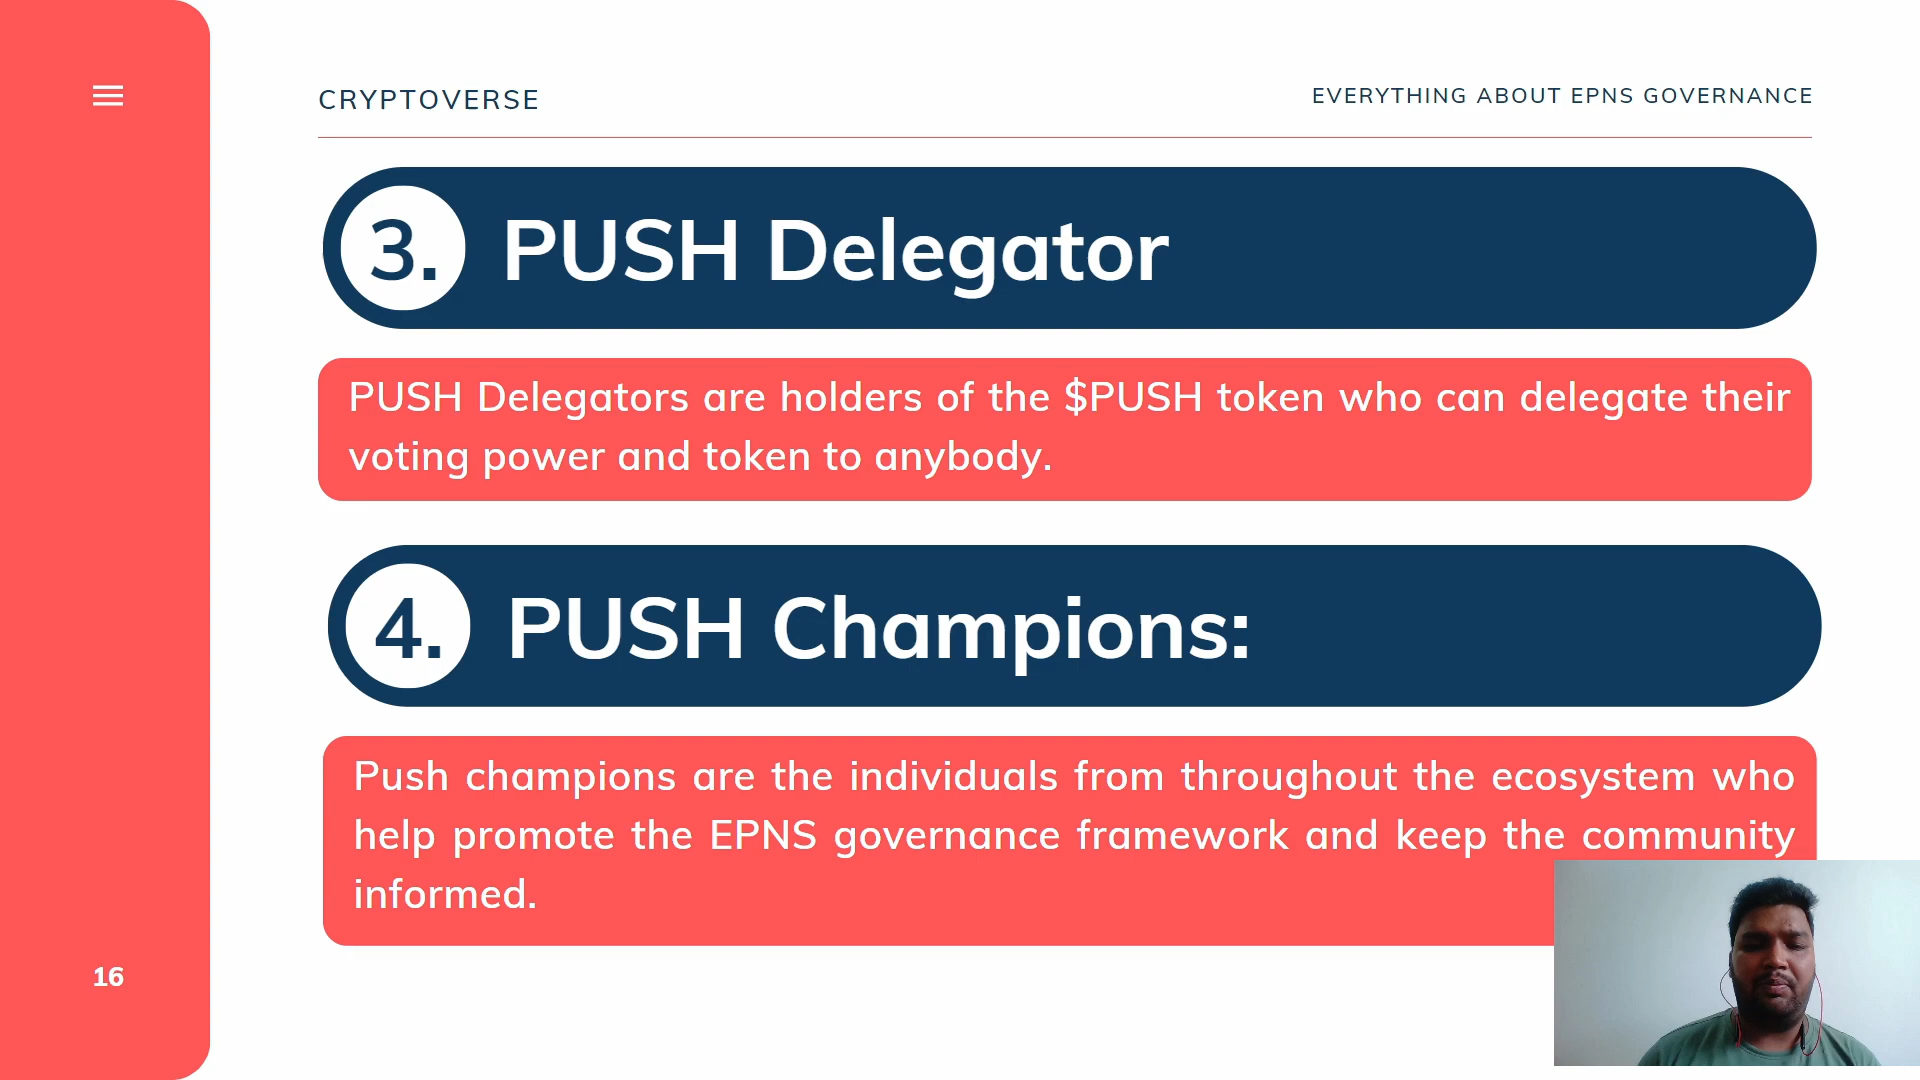 CRYPTOVERSE
EVERYTHING ABOUT EPNS GOVERNANCE
3. PUSH Delegator
PUSH Delegators are holders of the $PUSH token who can delegate their
voting power and token to anybody.
4. PUSH Champions:
Push champions are the individuals from throughout the ecosystem who
help promote the EPNS governance framework and keep the community
informed.
16